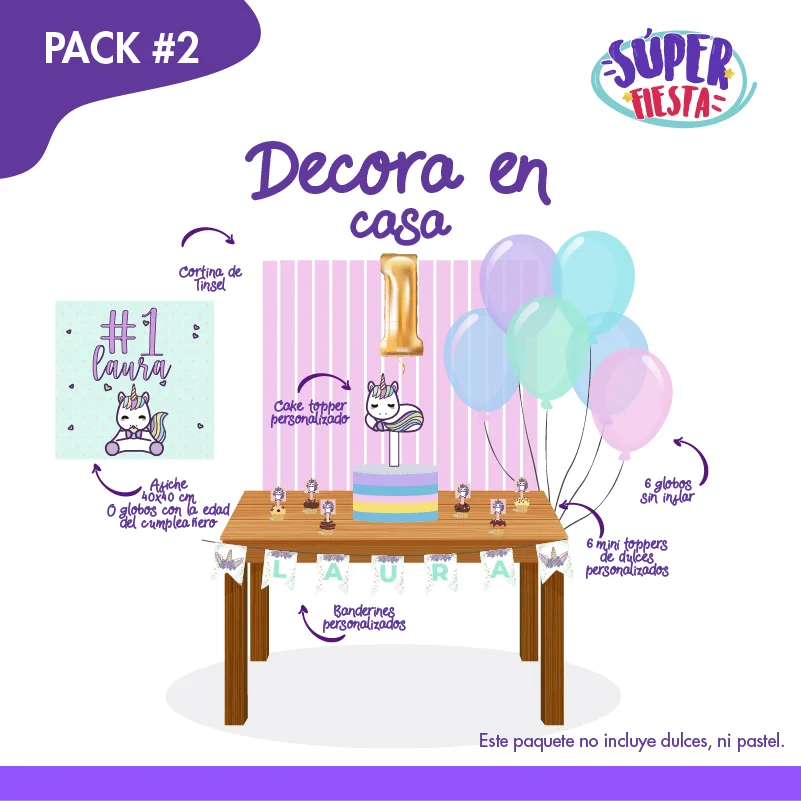 PACK #2
SÚPER
FIESTA
Decora en
casa
Cortina de
Tinsel
1
#1
laura
Cake topper
personalizado
Afiche
40x40 cm
O globos con la edad
del cumpleañero
6 globos
sin inflar
6 mini toppers
de dulces
personalizados
LAURA
Banderines
personalizados
Este paquete no incluye dulces, ni pastel.